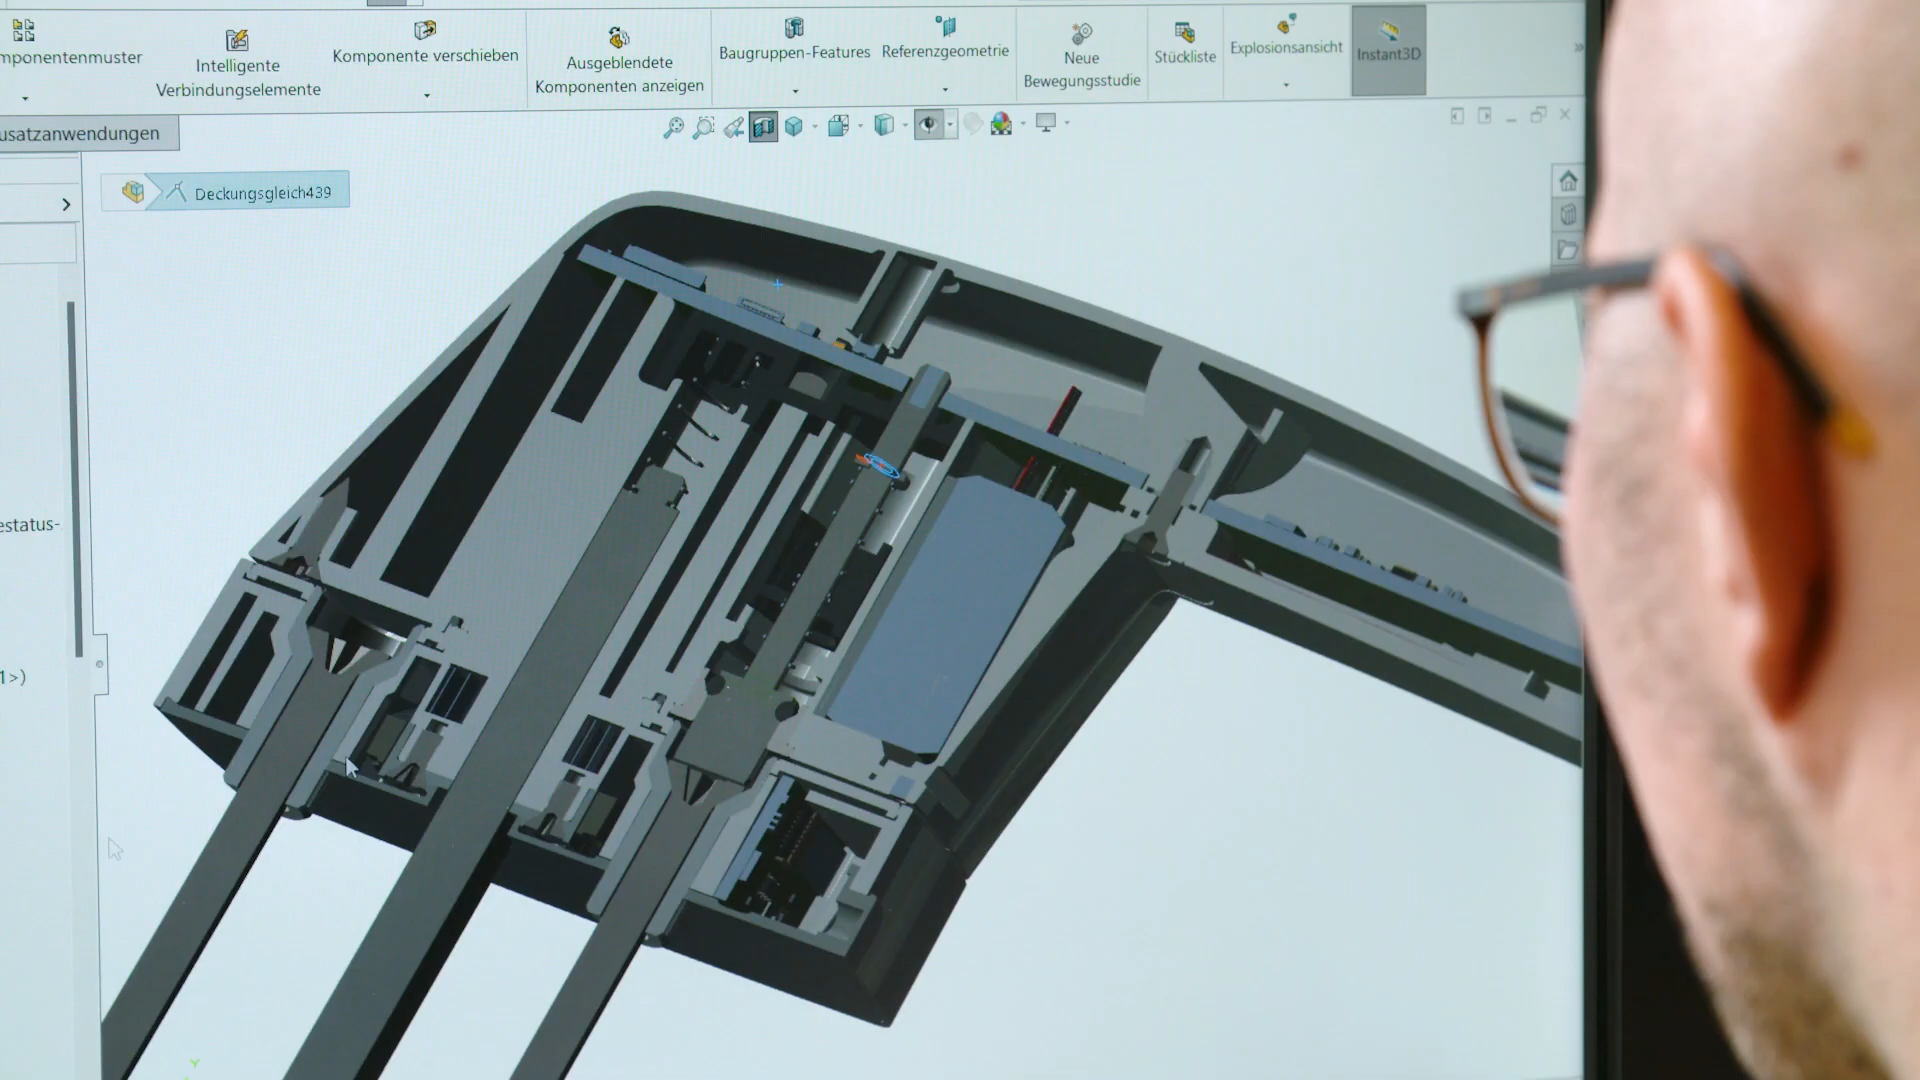 mponentenmuster
Intelligente
Verbindungselemente
Komponente verschieben
Ausgeblendete
Komponenten anzeigen
Baugruppen-Features
Referenzgeometrie
Neue
Bewegungsstudie
Stückliste
Explosionsansicht
Instant3D
usatzanwendungen
Deckungsgleich439
estatus-
1>)
Y